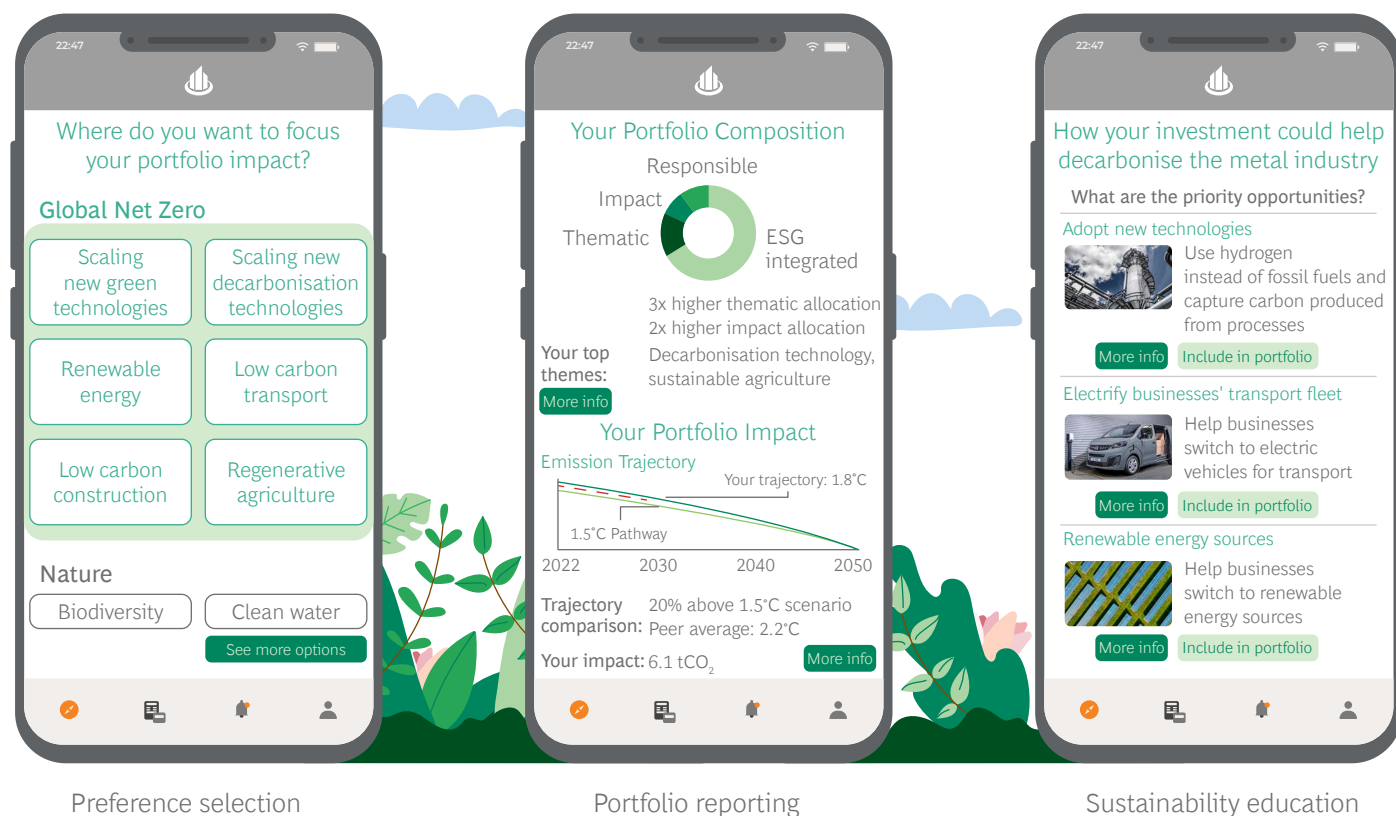 22:47
Where do you want to focus
your portfolio impact?
Global Net Zero
Scaling
new green
technologies
Scaling new
decarbonisation
technologies
Renewable
energy
Low carbon
transport
Low carbon
construction
Regenerative
agriculture
Nature
Biodiversity
Clean water
See more options
Preference selection
22:47
Your Portfolio Composition
Responsible
Impact
Thematic
ESG
integrated
3x higher thematic allocation
2x higher impact allocation
Your top
themes:
Decarbonisation technology,
sustainable agriculture
More info
Your Portfolio Impact
Emission Trajectory
Your trajectory: 1.8°C
1.5°C Pathway
2022 2030 2040 2050
Trajectory
comparison:
20% above 1.5°C scenario
Peer average: 2.2°C
Your impact: 6.1 tCO₂
More info
Portfolio reporting
22:47
How your investment could help
decarbonise the metal industry
What are the priority opportunities?
Adopt new technologies
Use hydrogen
instead of fossil fuels and
capture carbon produced
from processes
More info
Include in portfolio
Electrify businesses' transport fleet
Help businesses
switch to electric
vehicles for transport
More info
Include in portfolio
Renewable energy sources
Help businesses
switch to renewable
energy sources
More info
Include in portfolio
Sustainability education